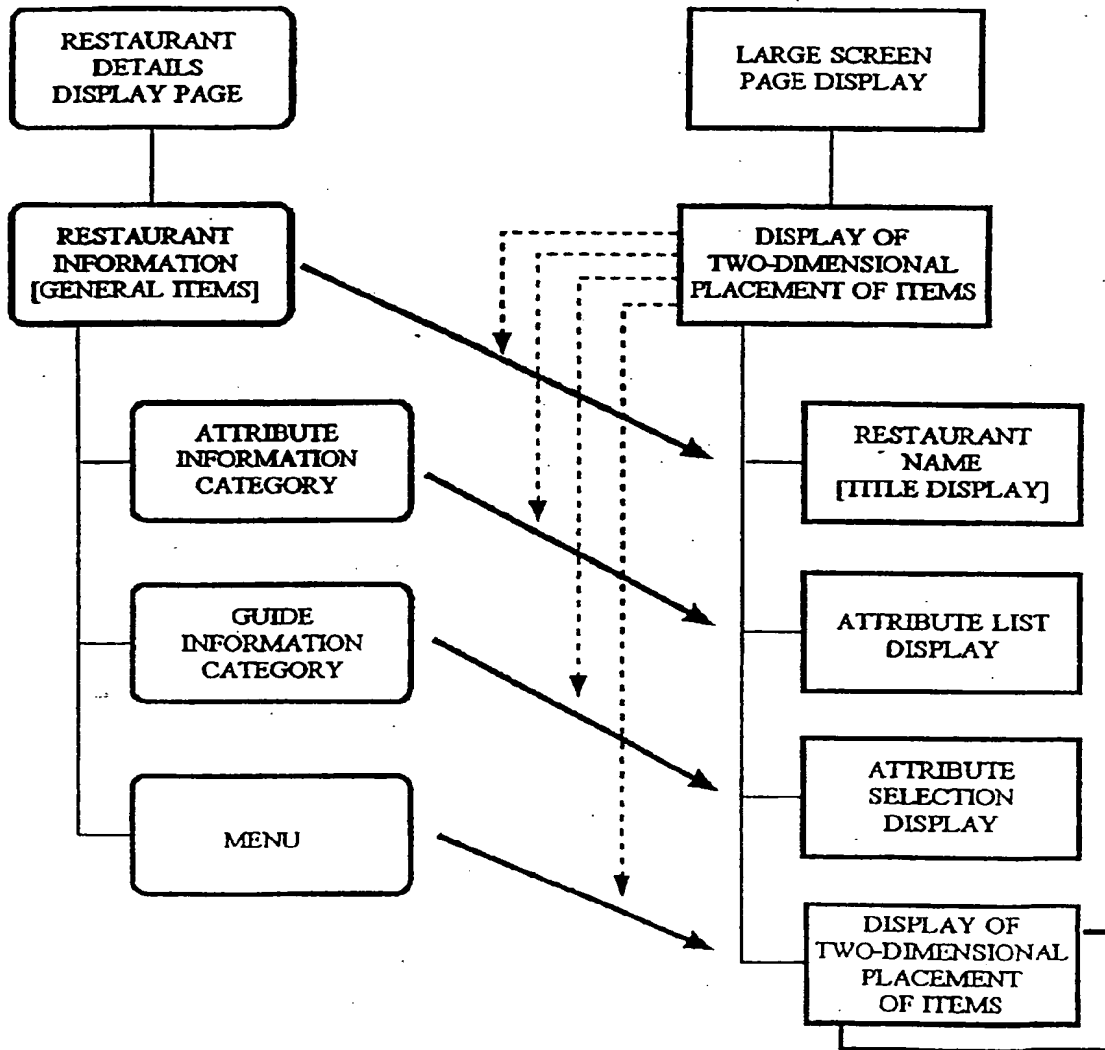 RESTAURANT
DETAILS
DISPLAY PAGE
LARGE SCREEN
PAGE DISPLAY
RESTAURANT
INFORMATION
[GENERAL ITEMS]
DISPLAY OF
TWO-DIMENSIONAL
PLACEMENT OF ITEMS
ATTRIBUTE
INFORMATION
CATEGORY
RESTAURANT
NAME
[TITLE DISPLAY]
GUIDE
INFORMATION
CATEGORY
ATTRIBUTE LIST
DISPLAY
MENU
ATTRIBUTE
SELECTION
DISPLAY
DISPLAY OF
TWO-DIMENSIONAL
PLACEMENT
OF ITEMS